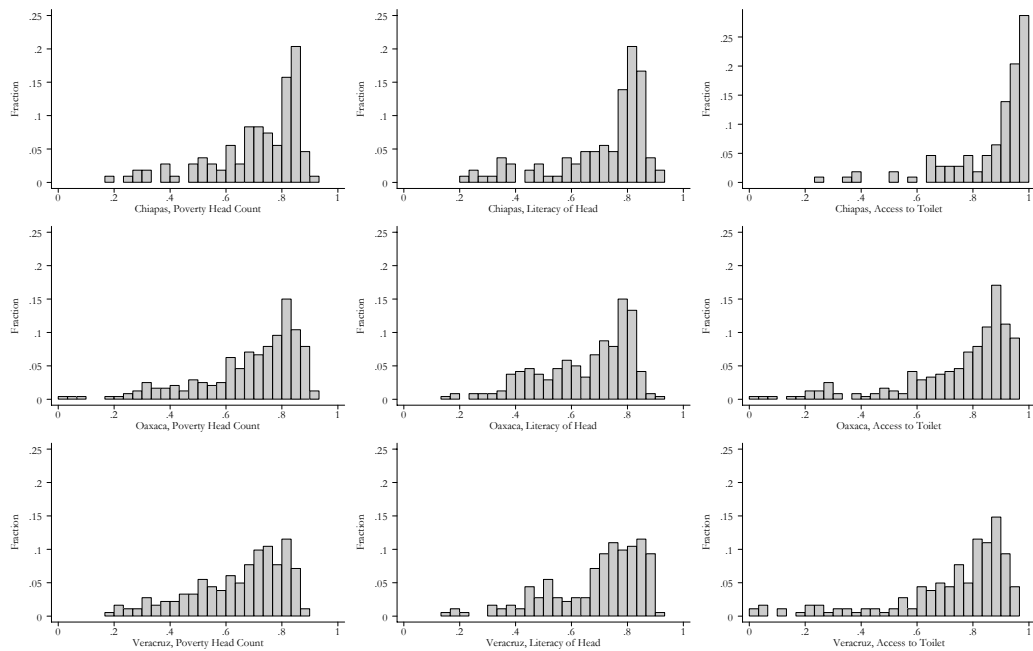 .25
.2
.15
.1
.05
0
Fraction
0 .2 .4 .6 .8 1
Chiapas, Poverty Head Count
.25
.2
.15
.1
.05
0
Fraction
0 .2 .4 .6 .8 1
Chiapas, Literacy of Head
.25
.2
.15
.1
.05
0
Fraction
0 .2 .4 .6 .8 1
Chiapas, Access to Toilet
.25
.2
.15
.1
.05
0
Fraction
0 .2 .4 .6 .8 1
Oaxaca, Poverty Head Count
.25
.2
.15
.1
.05
0
Fraction
0 .2 .4 .6 .8 1
Oaxaca, Literacy of Head
.25
.2
.15
.1
.05
0
Fraction
0 .2 .4 .6 .8 1
Oaxaca, Access to Toilet
.25
.2
.15
.1
.05
0
Fraction
0 .2 .4 .6 .8 1
Veracruz, Poverty Head Count
.25
.2
.15
.1
.05
0
Fraction
0 .2 .4 .6 .8 1
Veracruz, Literacy of Head
.25
.2
.15
.1
.05
0
Fraction
0 .2 .4 .6 .8 1
Veracruz, Access to Toilet